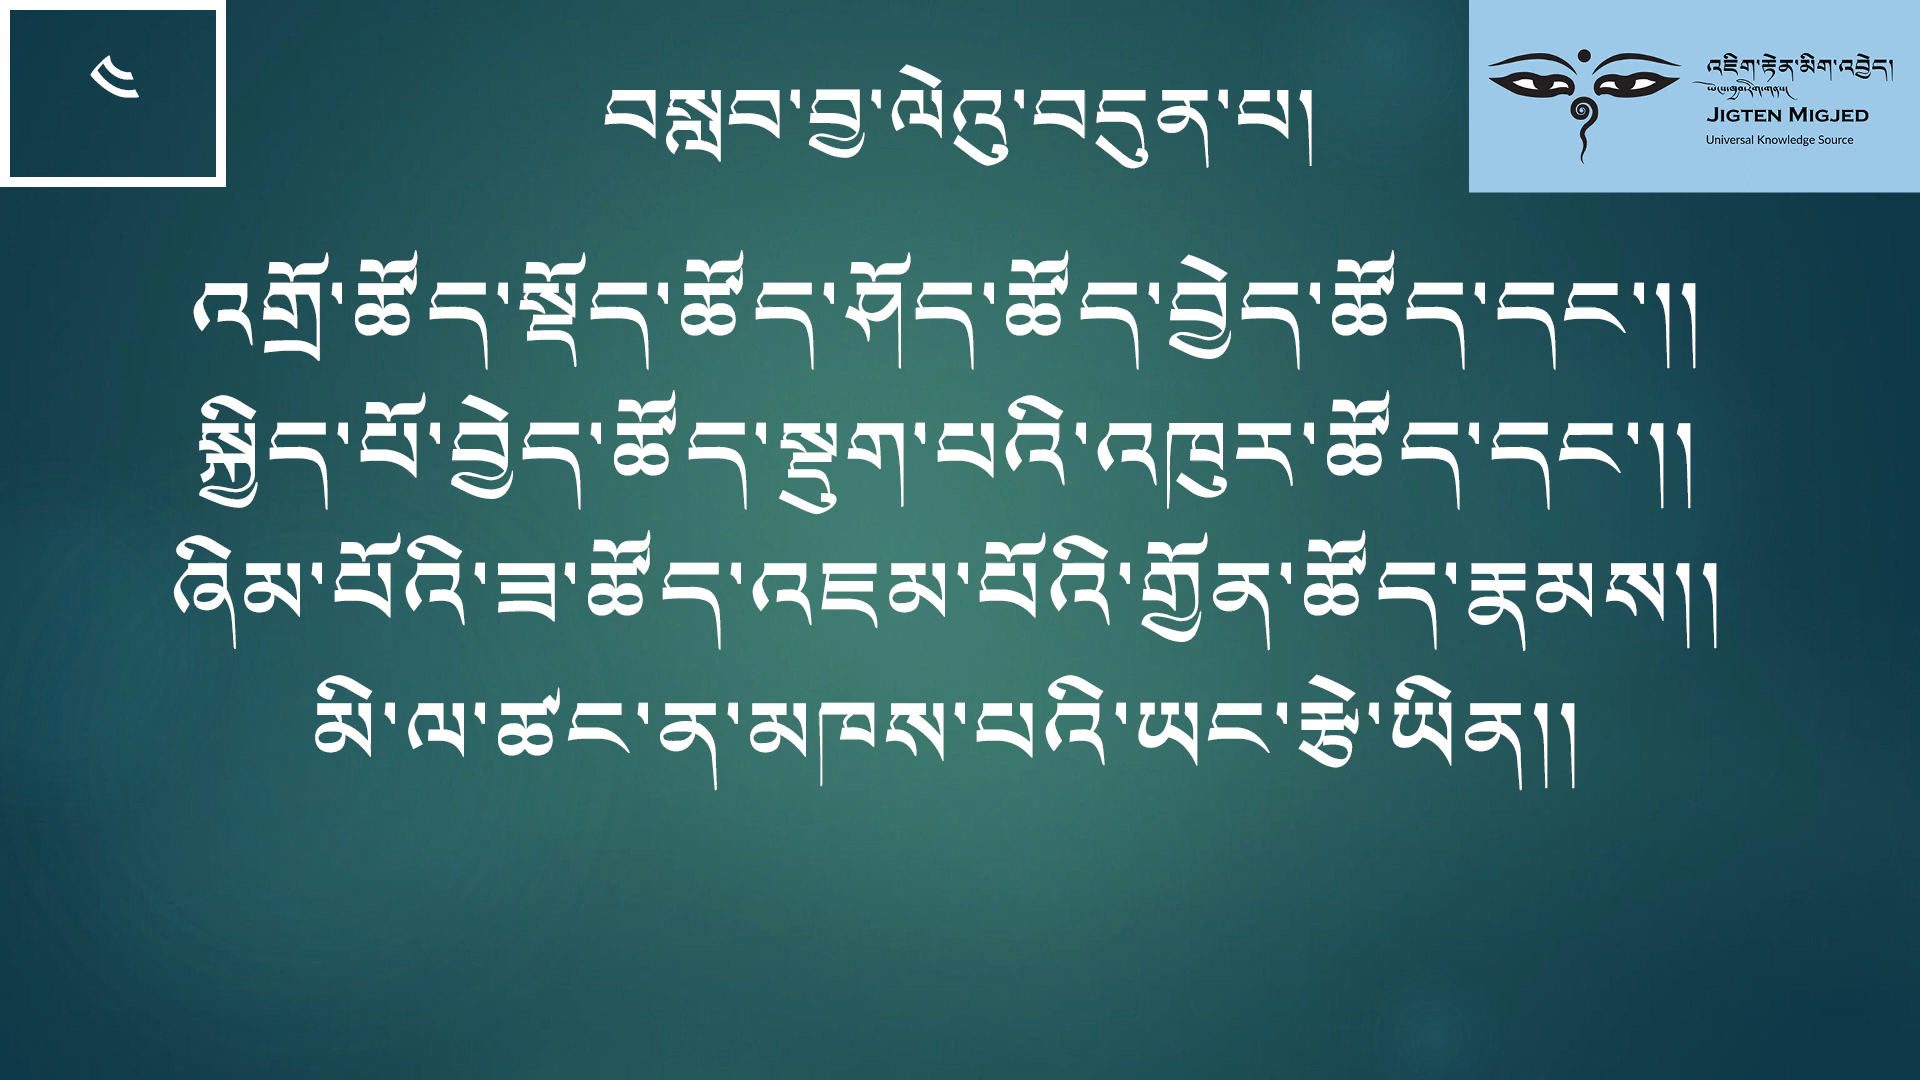 ༨
བསླབ་བྱ་ལེའུ་བདུན་པ།
འཇིག་རྟེན་མིག་འབྱེད།
JIGTEN MIGJED
Universal Knowledge Source
འགྲོ་ཚོད་སྡོད་ཚོད་ཤོད་ཚོད་བྱེད་ཚོད་དང་།།
སྐྱིད་པོ་བྱེད་ཚོད་སྡུག་པའི་འཁུར་ཚོད་དང་།།
ཞིམ་པོའི་ཟ་ཚོད་འཇམ་པོའི་གྱོན་ཚོད་རྣམས།།
མི་ལ་ཚང་ན་མཁས་པའི་ཡང་རྩེ་ཡིན།།